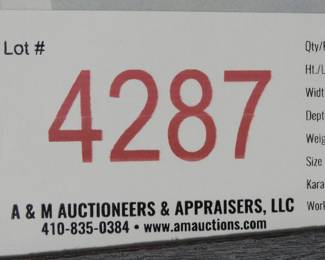 Lot #
4287
A & M AUCTIONEERS & APPRAISERS, LLC
410-835-0384 • www.amauctions.com
Qty/
Ht./L
Widt
Dept
Weig
Size
Kara
Work